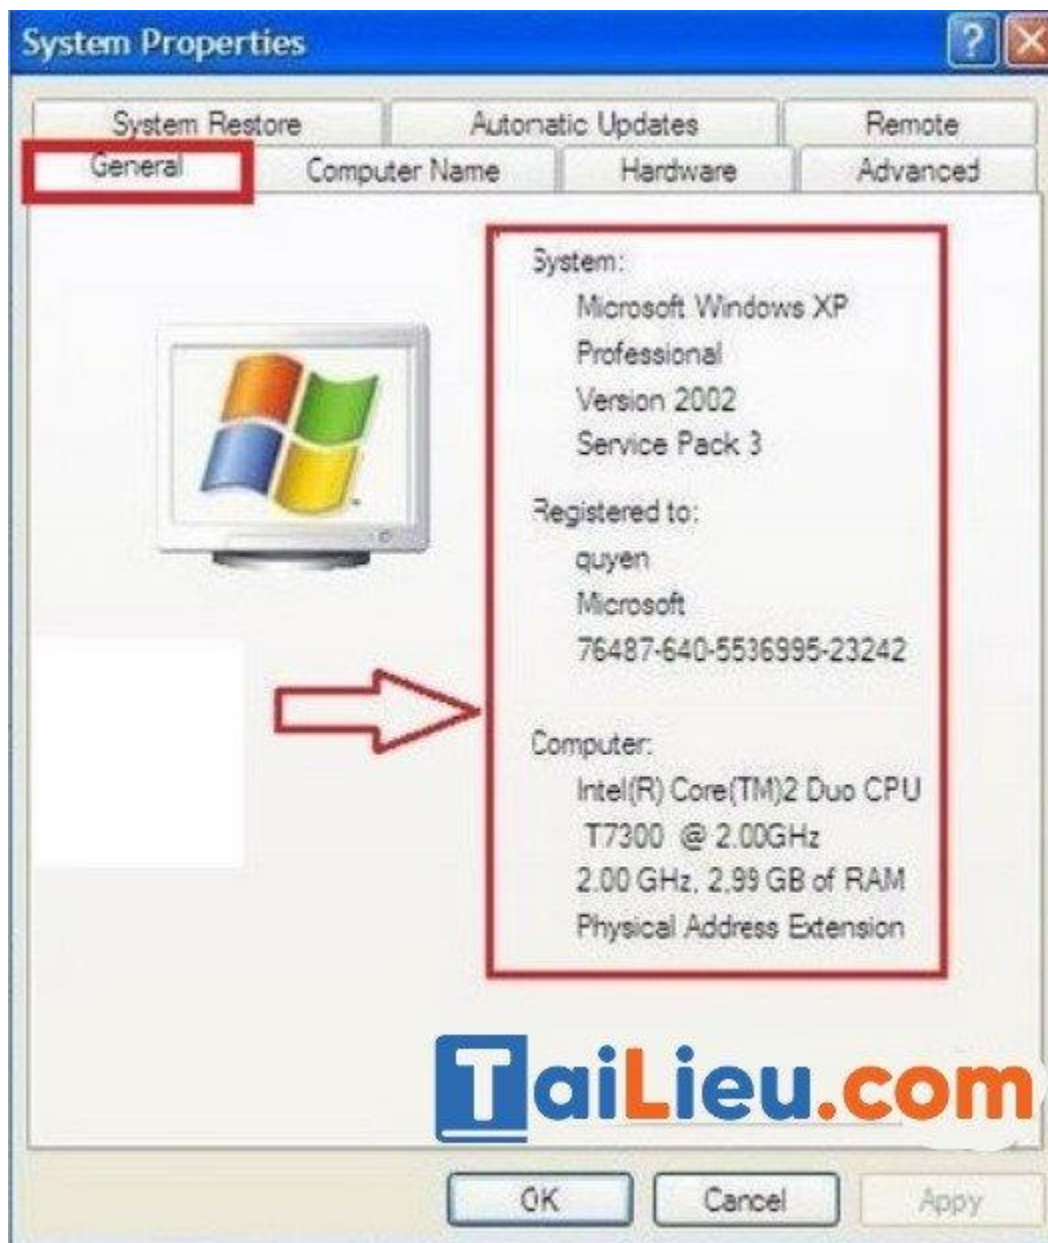 System Properties
System Restore
Automatic Updates
Remote
General
Computer Name
Hardware
Advanced
System:
Microsoft Windows XP
Professional
Version 2002
Service Pack 3
Registered to:
quyen
Microsoft
76487-640-5536995-23242
Computer:
Intel(R) Core(TM)2 Duo CPU
T7300 @ 2.00GHz
2.00 GHz, 2,99 GB of RAM
Physical Address Extension
TaiLieu.com
OK
Cancel
Appy